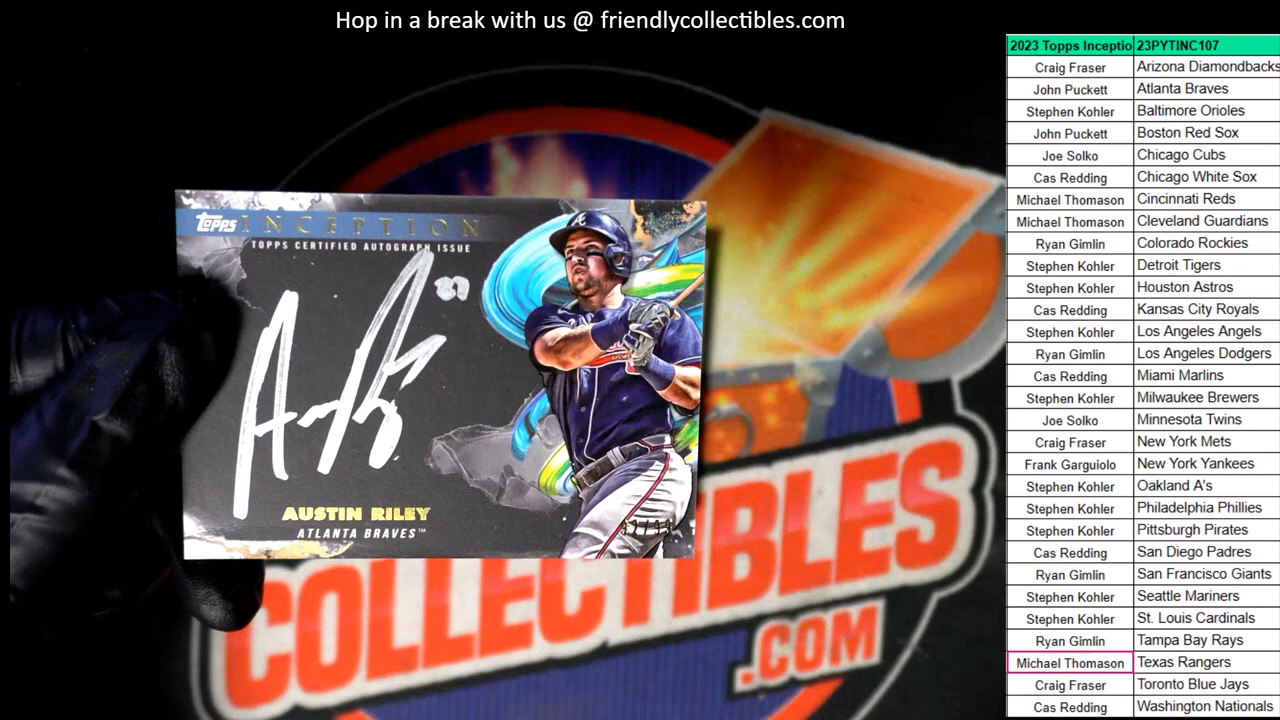 Hop in a break with us @ friendlycollectibles.com
2023 Topps Inceptio 23PYTINC107
Craig Fraser Arizona Diamondbacks
John Puckett Atlanta Braves
Stephen Kohler Baltimore Orioles
John Puckett Boston Red Sox
Joe Solko Chicago Cubs
Cas Redding Chicago White Sox
Michael Thomason Cincinnati Reds
Michael Thomason Cleveland Guardians
Ryan Gimlin Colorado Rockies
Stephen Kohler Detroit Tigers
Stephen Kohler Houston Astros
Cas Redding Kansas City Royals
Stephen Kohler Los Angeles Angels
Ryan Gimlin Los Angeles Dodgers
Cas Redding Miami Marlins
Stephen Kohler Milwaukee Brewers
Joe Solko Minnesota Twins
Craig Fraser New York Mets
Frank Garguiolo New York Yankees
Stephen Kohler Oakland A's
Stephen Kohler Philadelphia Phillies
Stephen Kohler Pittsburgh Pirates
Cas Redding San Diego Padres
Ryan Gimlin San Francisco Giants
Stephen Kohler Seattle Mariners
Stephen Kohler St. Louis Cardinals
Ryan Gimlin Tampa Bay Rays
Michael Thomason Texas Rangers
Craig Fraser Toronto Blue Jays
Cas Redding Washington Nationals
Topps INCEPTION
TOPPS CERTIFIED AUTOGRAPH ISSUE
27
AUSTIN RILEY
ATLANTA BRAVES™
COLLECTIBLES
.COM